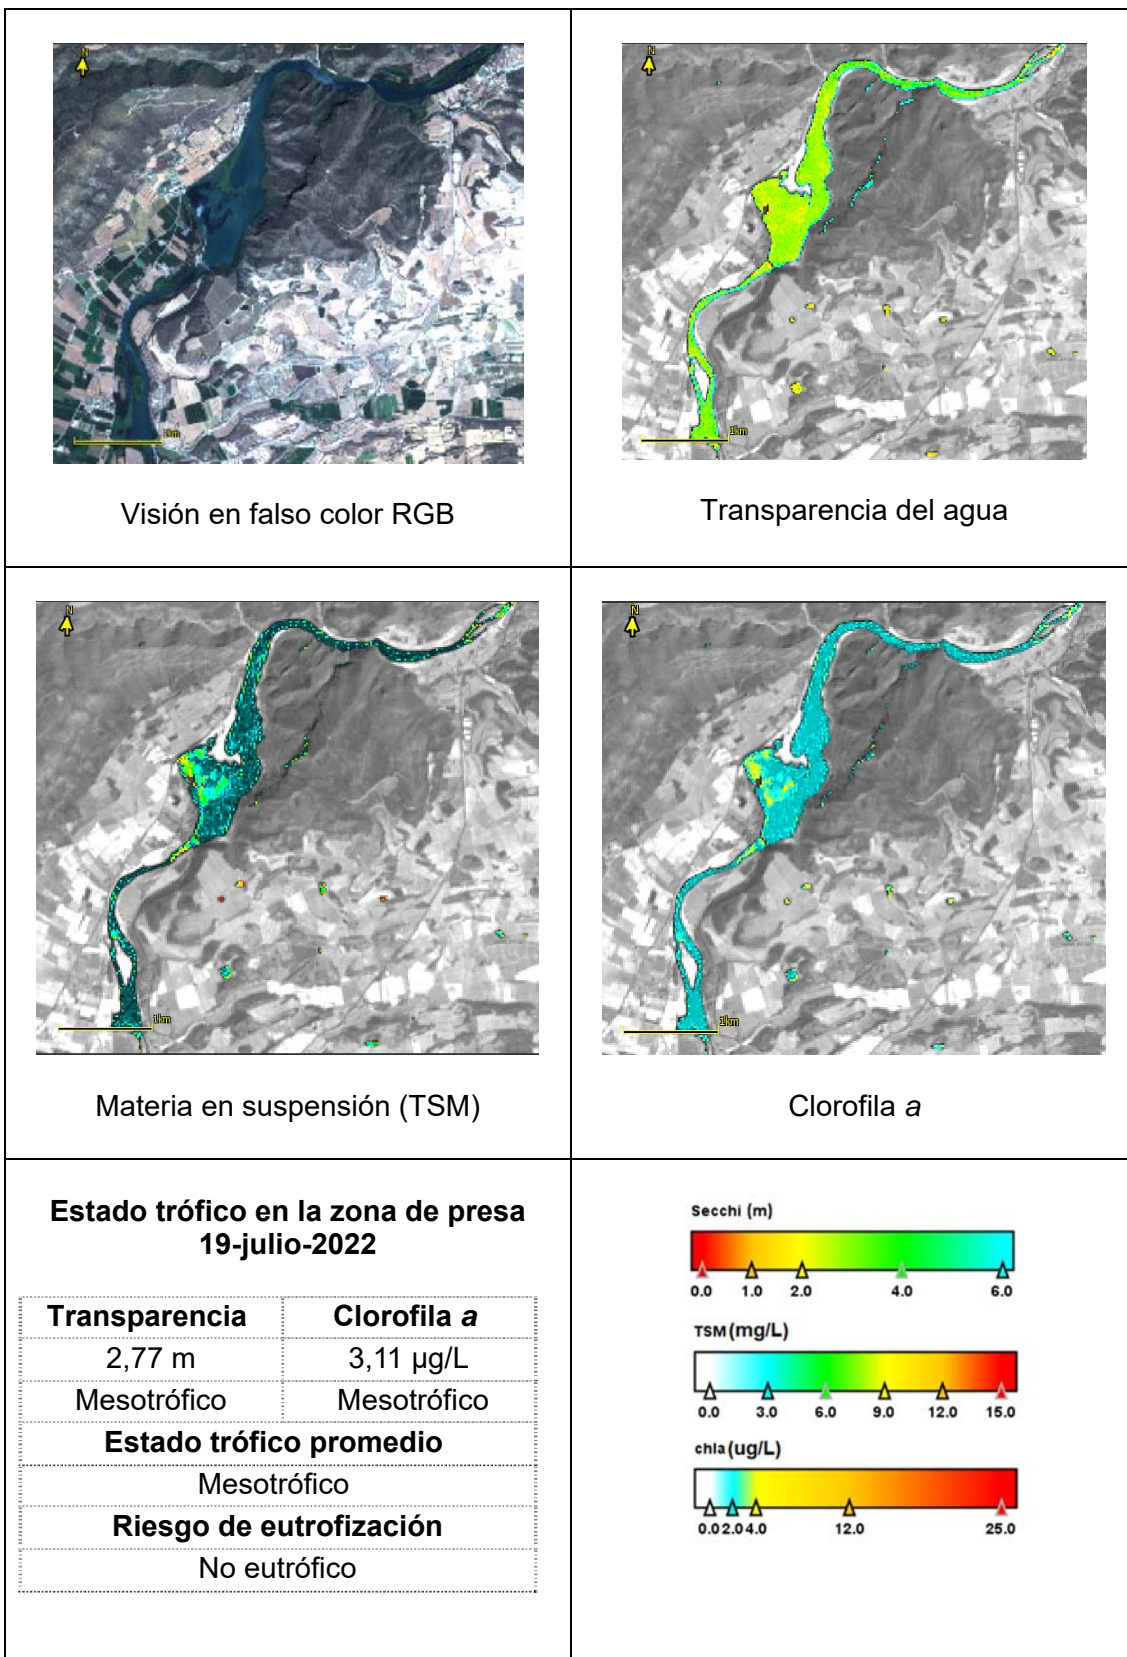 N
1km
Visión en falso color RGB
N
1km
Transparencia del agua
N
1km
Materia en suspensión (TSM)
N
1km
Clorofila a
Estado trófico en la zona de presa
19-julio-2022
Transparencia Clorofila a
2,77 m 3,11 µg/L
Mesotrófico Mesotrófico
Estado trófico promedio
Mesotrófico
Riesgo de eutrofización
No eutrófico
Secchi (m)
0.0 1.0 2.0 4.0 6.0
TSM (mg/L)
0.0 3.0 6.0 9.0 12.0 15.0
chla (ug/L)
0.0 2.0 4.0 12.0 25.0